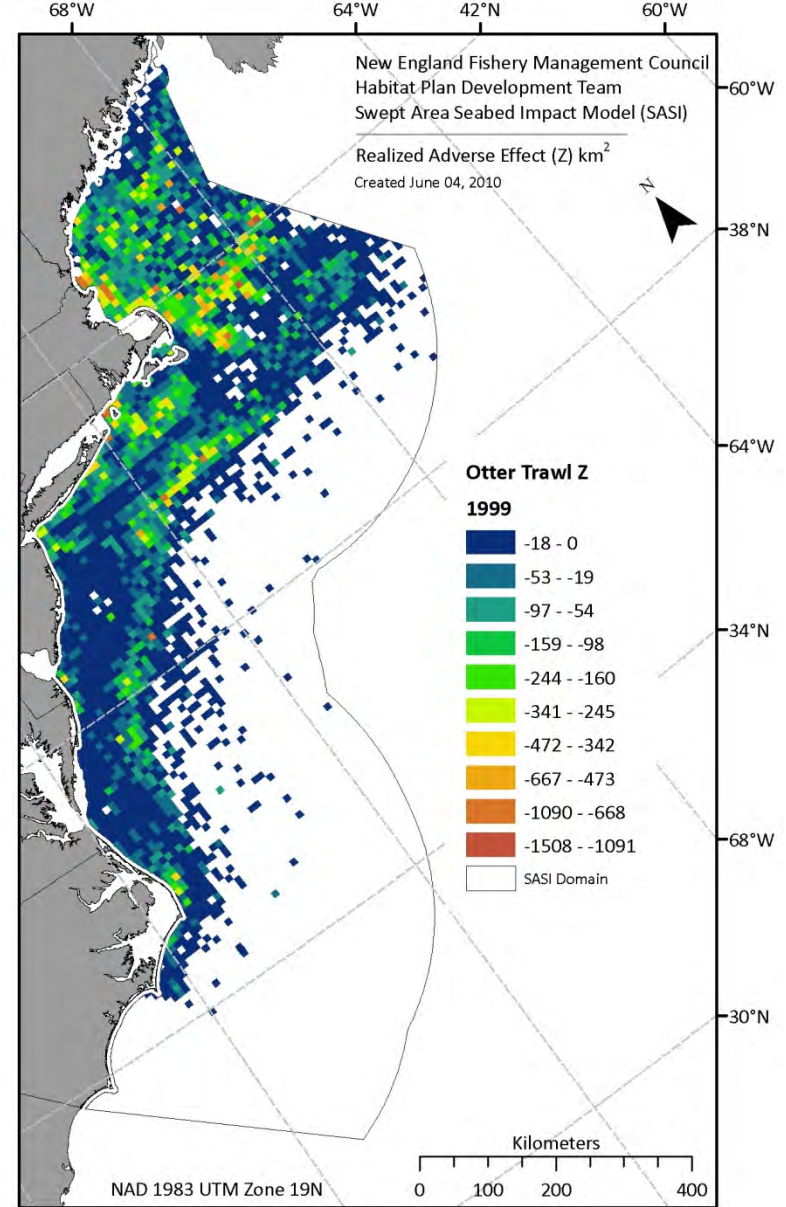 68°W
64°W
42°N
60°W
New England Fishery Management Council
Habitat Plan Development Team
Swept Area Seabed Impact Model (SASI)
Realized Adverse Effect (Z) km²
Created June 04, 2010
N
60°W
38°N
64°W
34°N
68°W
30°N
Otter Trawl Z
1999
-18 - 0
-53 - -19
-97 - -54
-159 - -98
-244 - -160
-341 - -245
-472 - -342
-667 - -473
-1090 - -668
-1508 - -1091
SASI Domain
Kilometers
0 100 200 400
NAD 1983 UTM Zone 19N